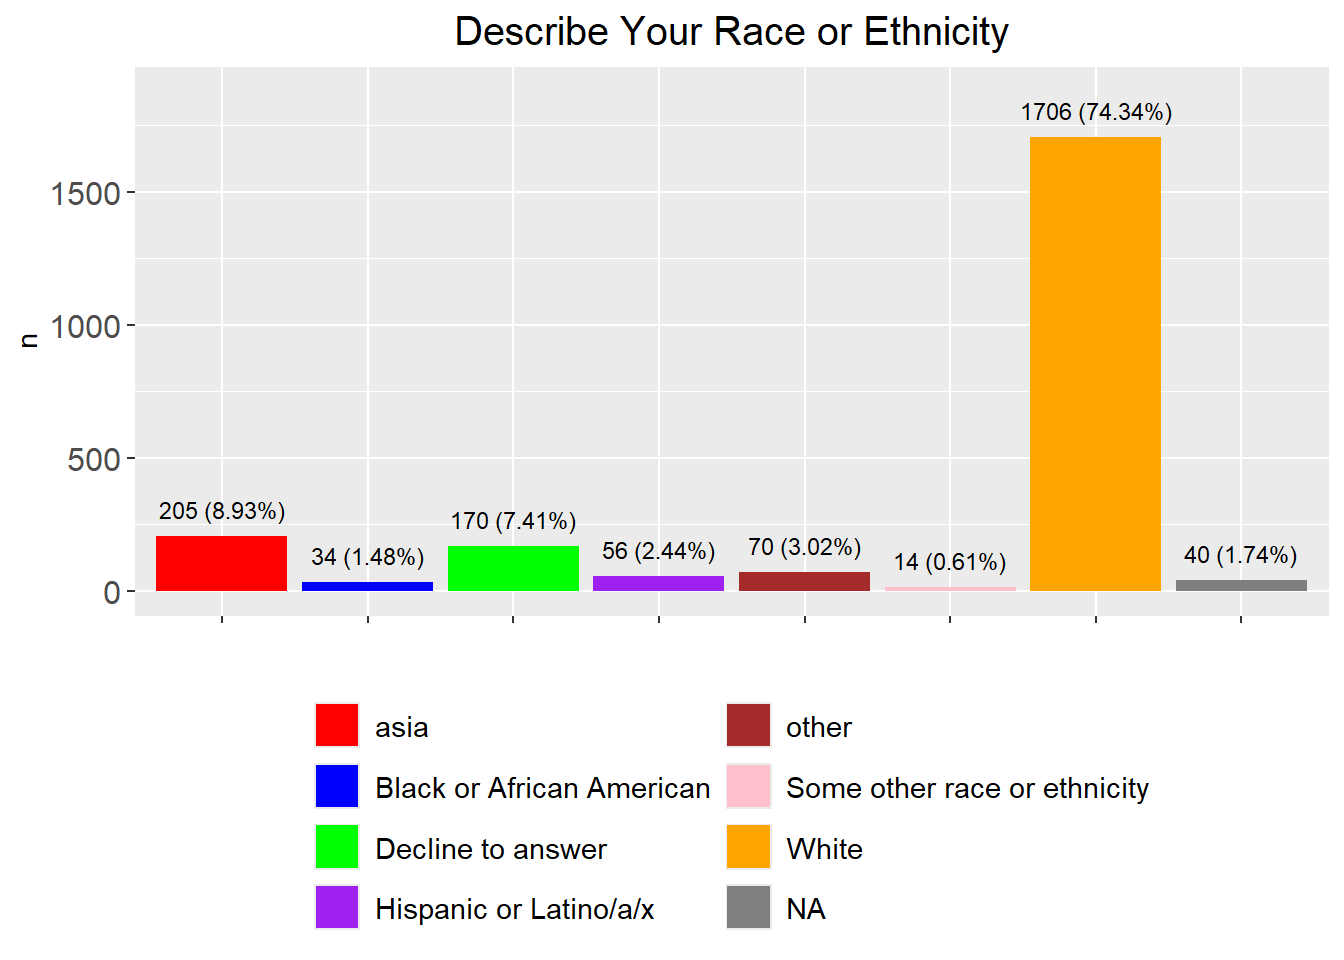 Describe Your Race or Ethnicity
n
1500
1000
500
0
205 (8.93%)
34 (1.48%)
170 (7.41%)
56 (2.44%)
70 (3.02%)
14 (0.61%)
1706 (74.34%)
40 (1.74%)
asia
Black or African American
Decline to answer
Hispanic or Latino/a/x
other
Some other race or ethnicity
White
NA